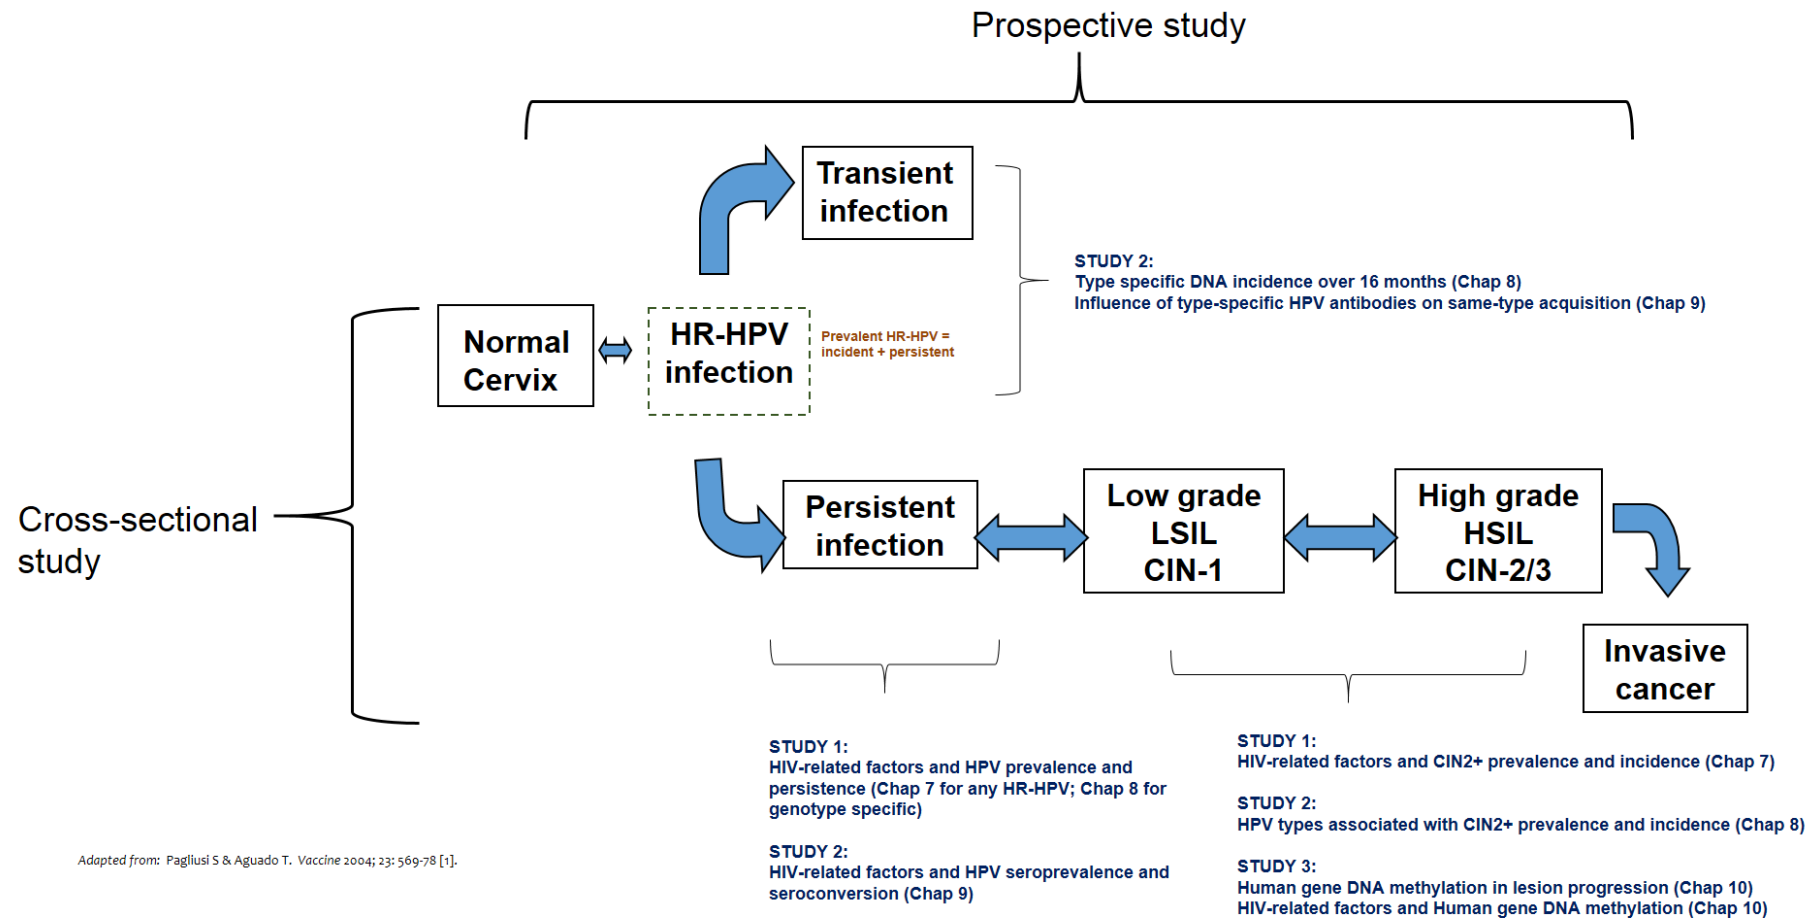 Prospective study
Transient
infection
STUDY 2:
Type specific DNA incidence over 16 months (Chap 8)
Influence of type-specific HPV antibodies on same-type acquisition (Chap 9)
Normal
Cervix
HR-HPV
infection
Prevalent HR-HPV =
incident + persistent
Cross-sectional
study
Persistent
infection
Low grade
LSIL
CIN-1
High grade
HSIL
CIN-2/3
Invasive
cancer
STUDY 1:
HIV-related factors and HPV prevalence and
persistence (Chap 7 for any HR-HPV; Chap 8 for
genotype specific)
STUDY 2:
HIV-related factors and HPV seroprevalence and
seroconversion (Chap 9)
STUDY 1:
HIV-related factors and CIN2+ prevalence and incidence (Chap 7)
STUDY 2:
HPV types associated with CIN2+ prevalence and incidence (Chap 8)
STUDY 3:
Human gene DNA methylation in lesion progression (Chap 10)
HIV-related factors and Human gene DNA methylation (Chap 10)
Adapted from: Pagliusi S & Aguado T. Vaccine 2004; 23: 569-78 [1].